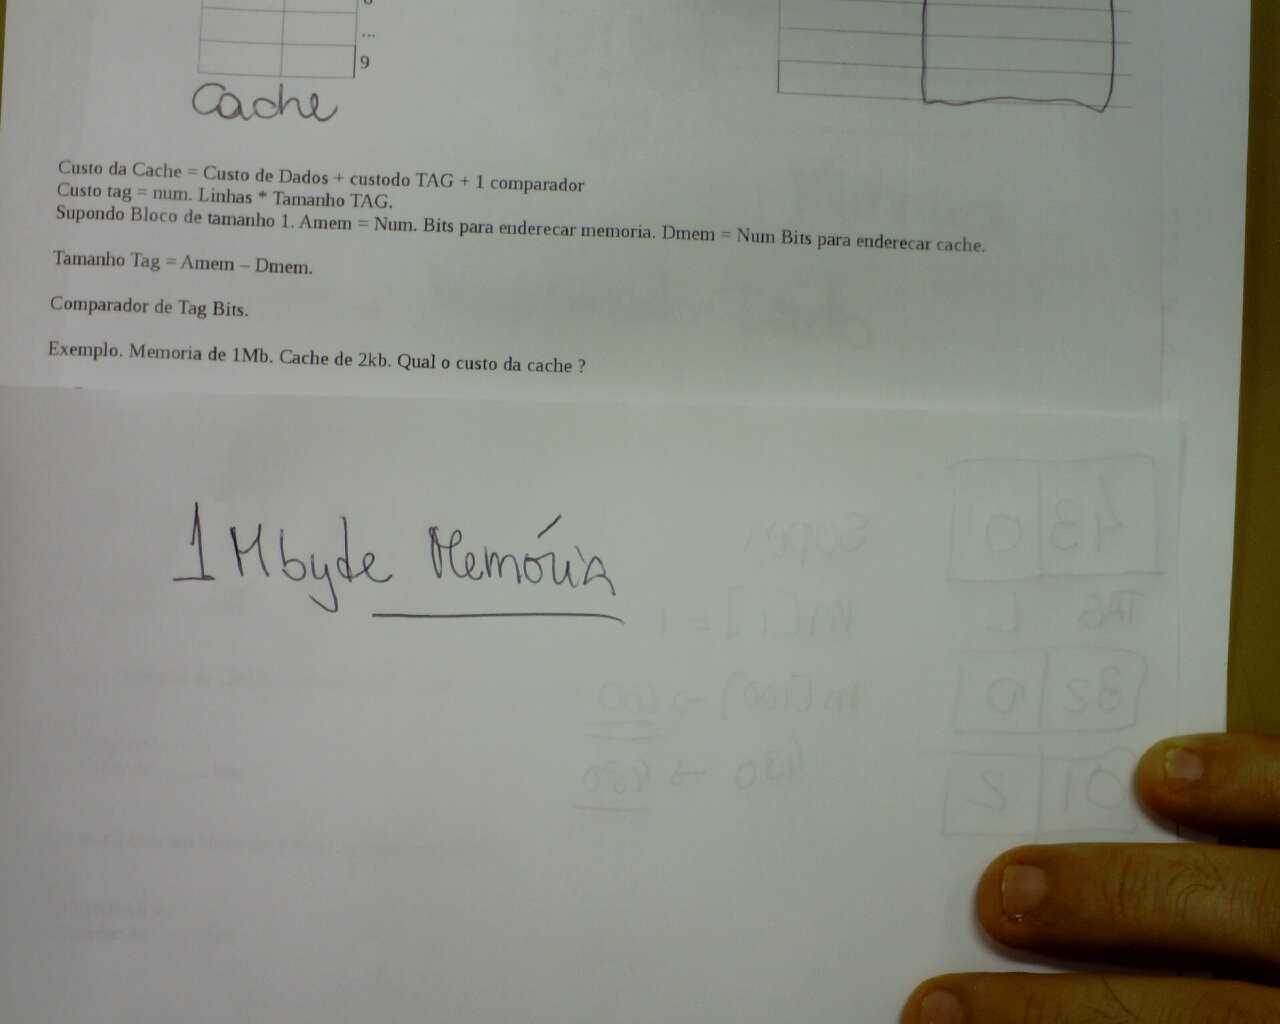 ...
9
Cache
Custo da Cache = Custo de Dados + custodo TAG + 1 comparador
Custo tag = num. Linhas * Tamanho TAG.
Supondo Bloco de tamanho 1. Amem = Num. Bits para enderecar memoria. Dmem = Num Bits para enderecar cache.
Tamanho Tag = Amem – Dmem.
Comparador de Tag Bits.
Exemplo. Memoria de 1Mb. Cache de 2kb. Qual o custo da cache ?
1 Mbyte Memória